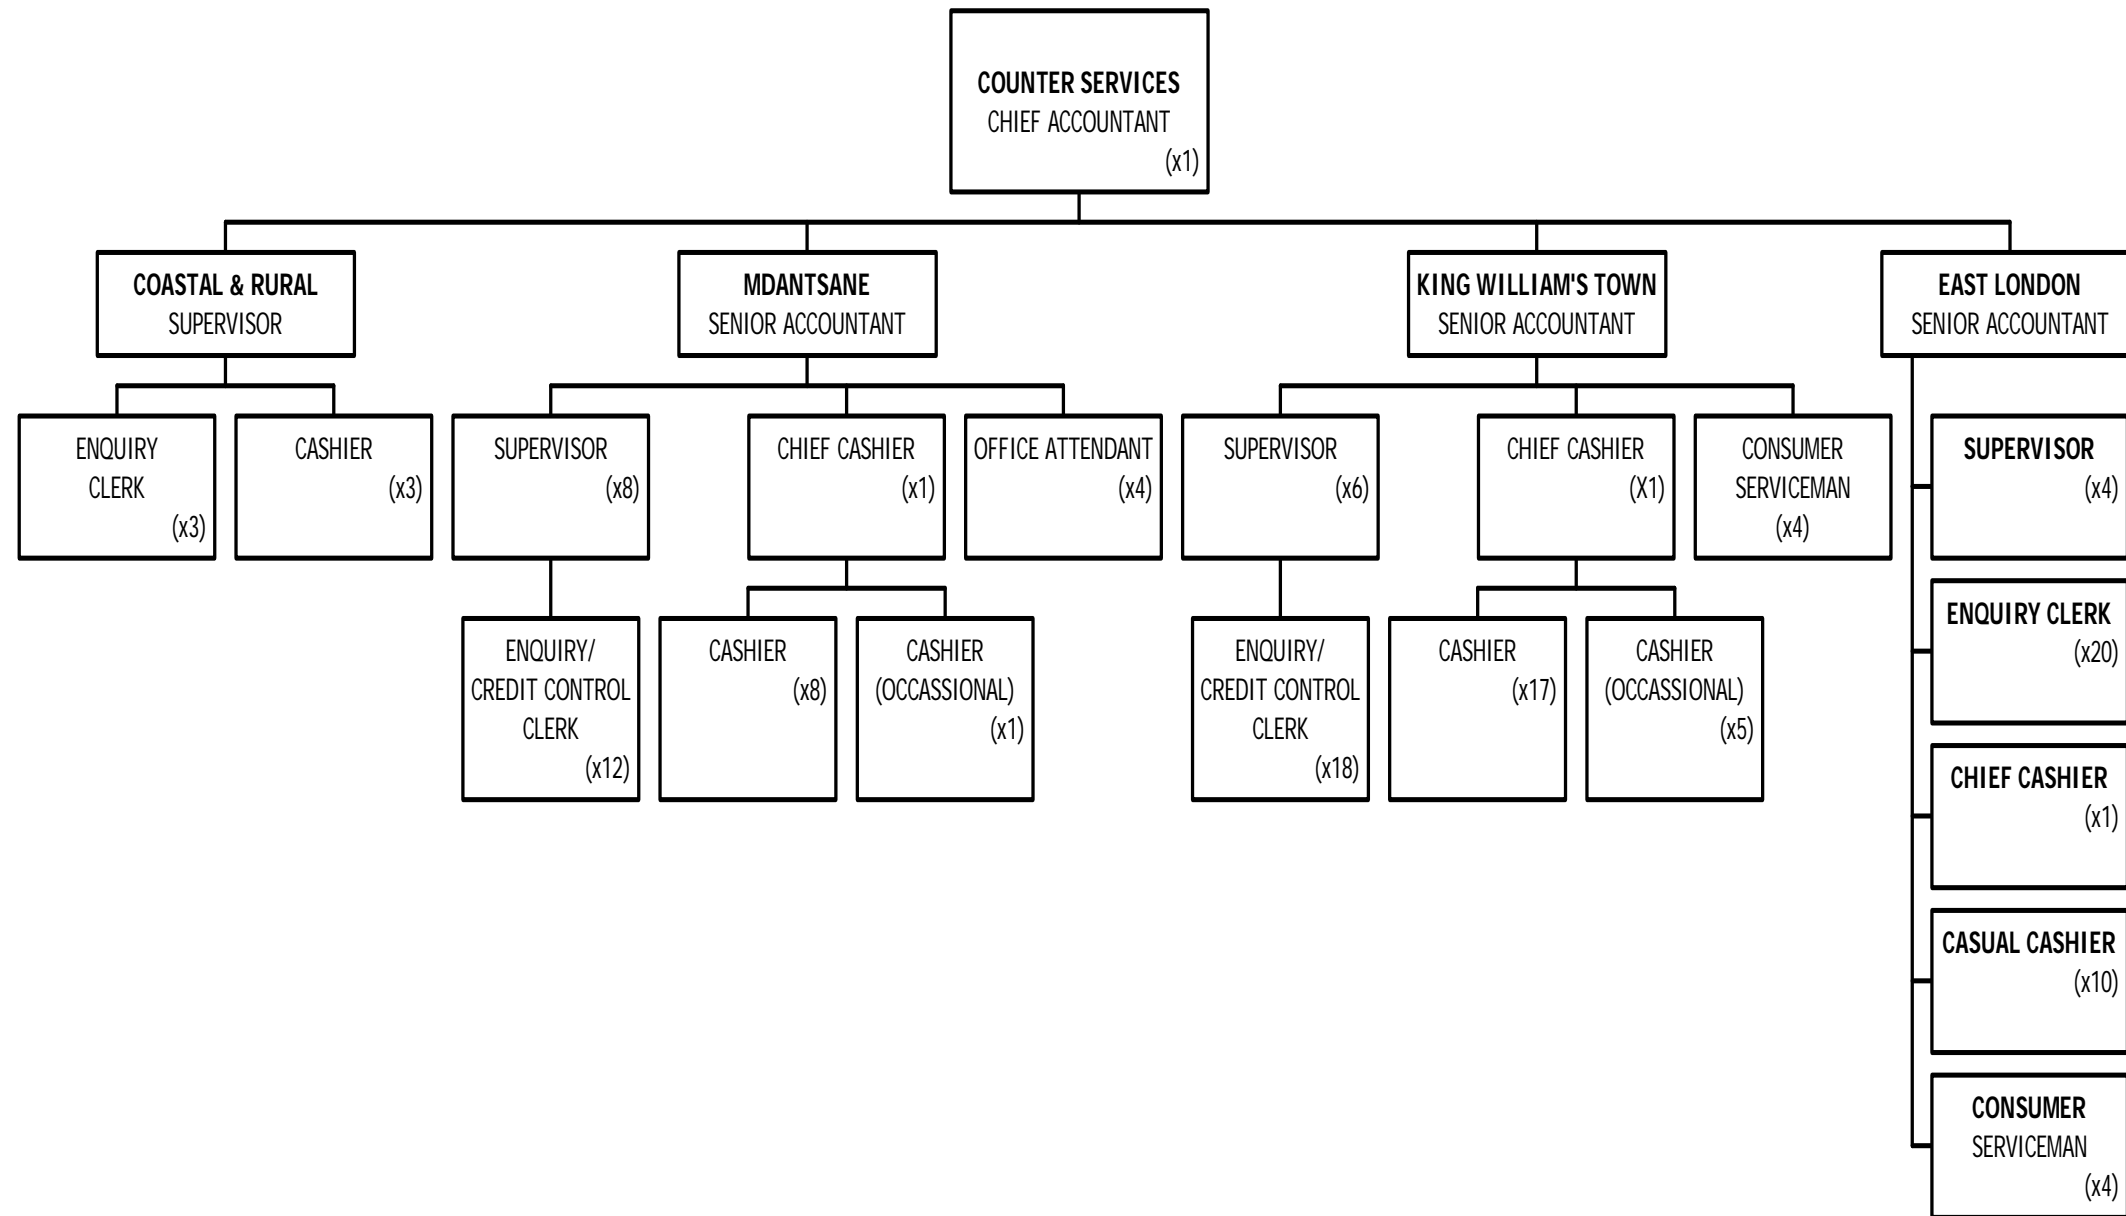 COUNTER SERVICES
CHIEF ACCOUNTANT
(x1)
COASTAL & RURAL
SUPERVISOR
MDANTSANE
SENIOR ACCOUNTANT
KING WILLIAM'S TOWN
SENIOR ACCOUNTANT
EAST LONDON
SENIOR ACCOUNTANT
ENQUIRY
CLERK
(x3)
CASHIER
(x3)
SUPERVISOR
(x8)
CHIEF CASHIER
(x1)
OFFICE ATTENDANT
(x4)
SUPERVISOR
(x6)
CHIEF CASHIER
(X1)
CONSUMER
SERVICEMAN
(x4)
SUPERVISOR
(x4)
ENQUIRY/
CREDIT CONTROL
CLERK
(x12)
CASHIER
(x8)
CASHIER
(OCCASSIONAL)
(x1)
ENQUIRY/
CREDIT CONTROL
CLERK
(x18)
CASHIER
(x17)
CASHIER
(OCCASSIONAL)
(x5)
ENQUIRY CLERK
(x20)
CHIEF CASHIER
(x1)
CASUAL CASHIER
(x10)
CONSUMER
SERVICEMAN
(x4)